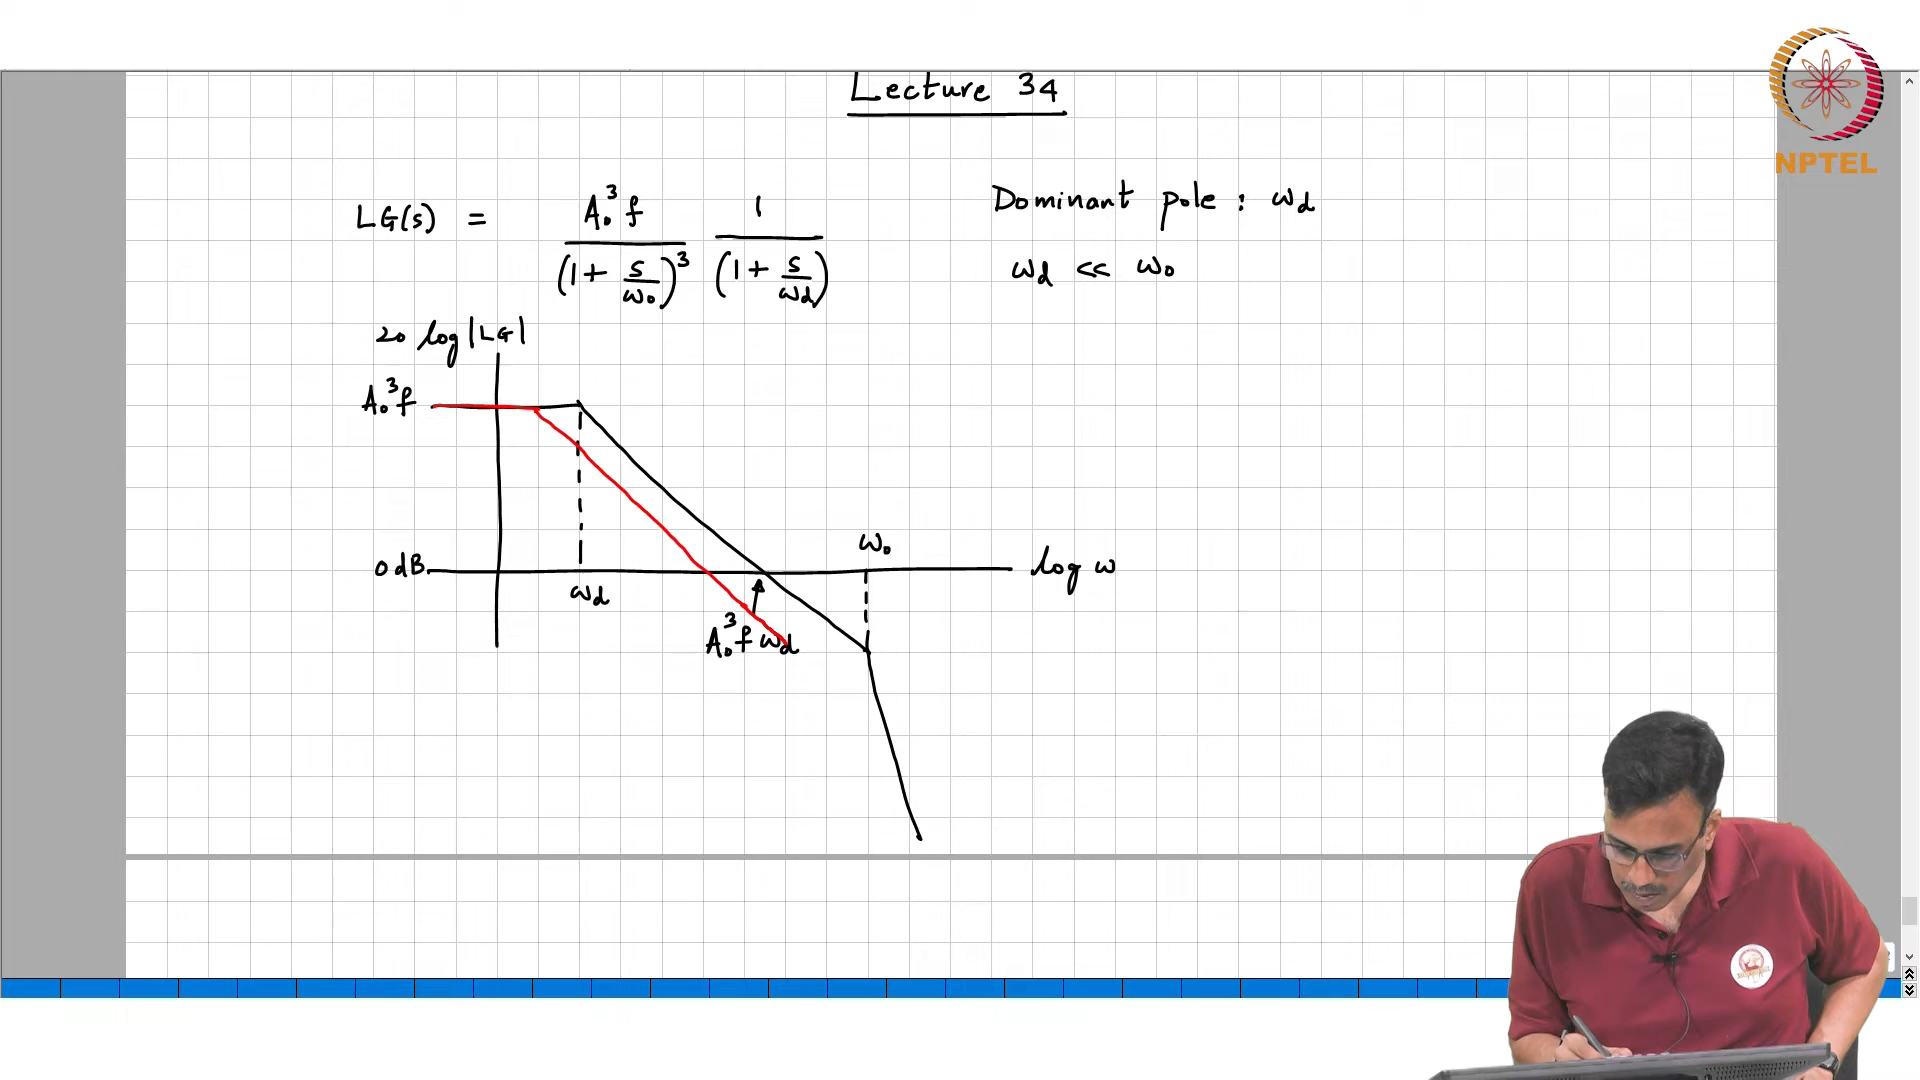 Lecture 34
NPTEL
LG(s) = A₀³f / (1 + s/ω₀)³ 1 / (1 + s/ωd)
Dominant pole : ωd
ωd << ω₀
20 log |LG|
A₀³f
ω₀
0 dB
log ω
ωd
A₀³f ωd